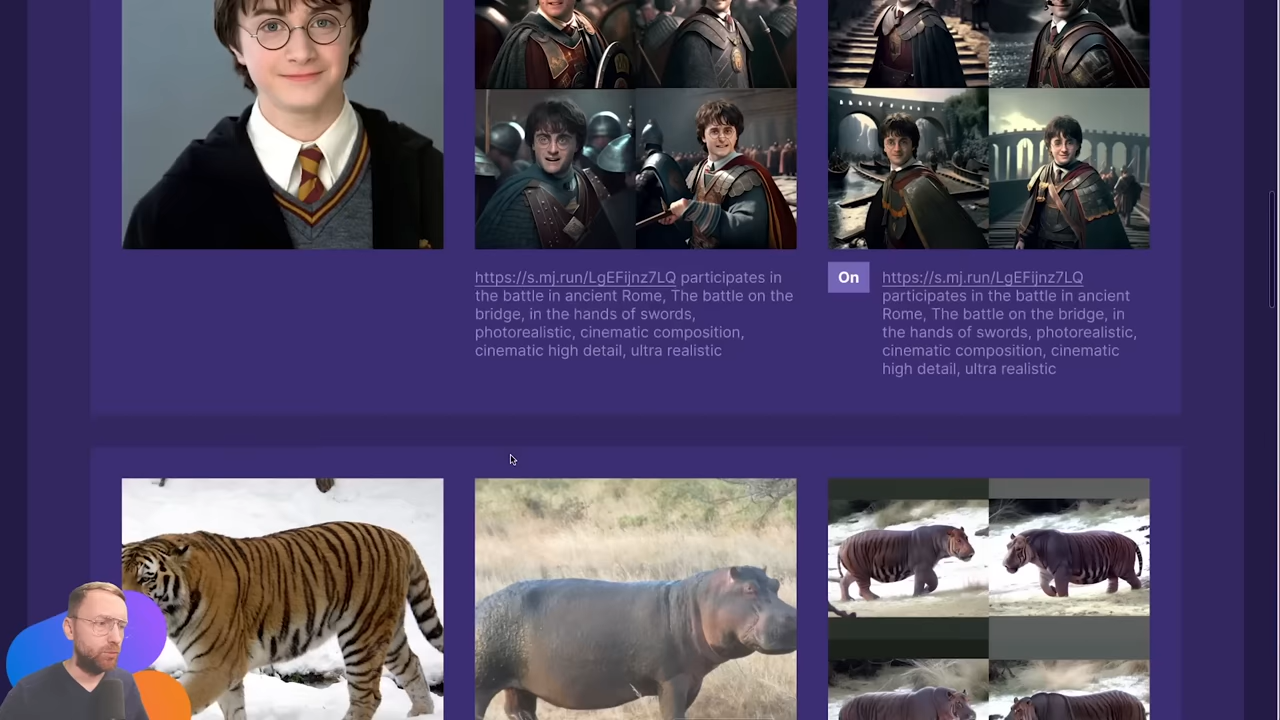 https://s.mj.run/LgEFijnz7LQ participates in
the battle in ancient Rome, The battle on the
bridge, in the hands of swords,
photorealistic, cinematic composition,
cinematic high detail, ultra realistic
On
https://s.mj.run/LgEFijnz7LQ
participates in the battle in ancient
Rome, The battle on the bridge, in
the hands of swords, photorealistic,
cinematic composition, cinematic
high detail, ultra realistic